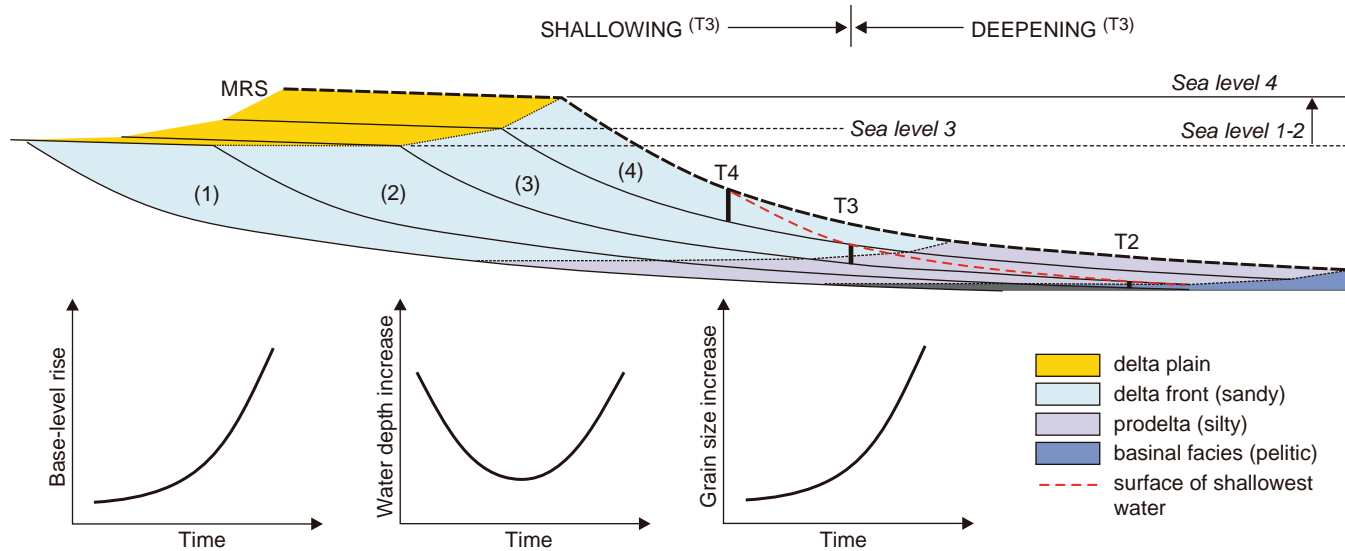 SHALLOWING (T3)
DEEPENING (T3)
MRS
Sea level 4
Sea level 3
Sea level 1-2
(1)
(2)
(3)
(4)
T4
T3
T2
Base-level rise
Time
Water depth increase
Time
Grain size increase
Time
delta plain
delta front (sandy)
prodelta (silty)
basinal facies (pelitic)
surface of shallowest
water